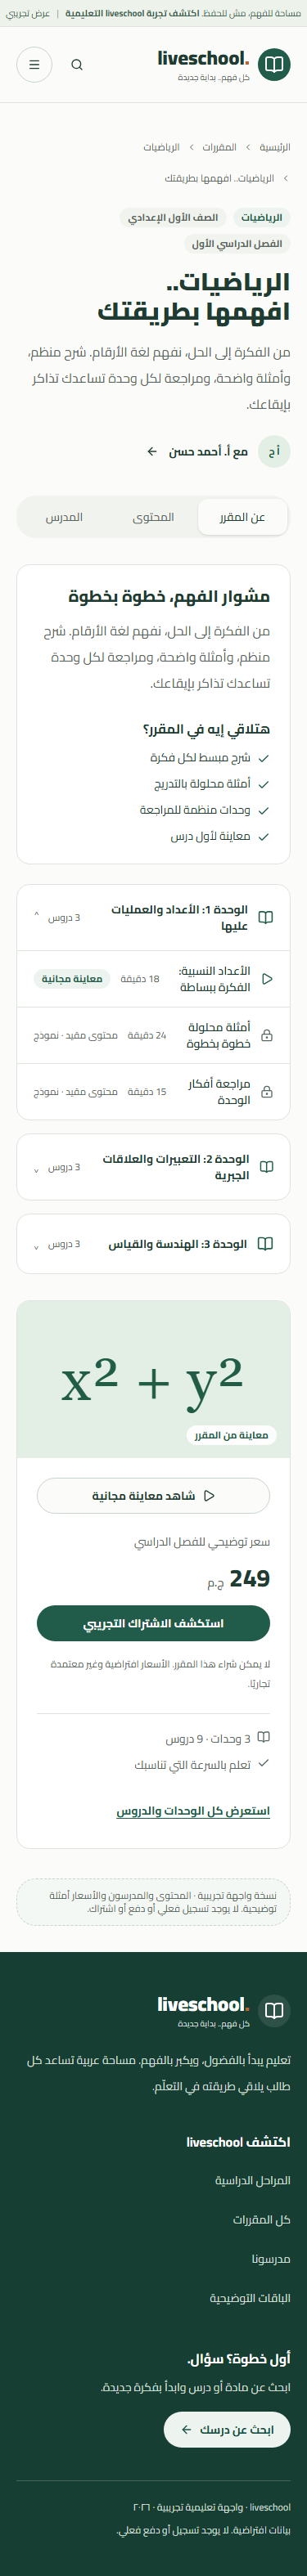 مساحة للفهم، مش للحفظ. اكتشف تجربة liveschool التعليمية | عرض تجريبي
liveschool.
كل فهم.. بداية جديدة
الرئيسية
المقررات
الرياضيات
الرياضيات.. افهمها بطريقتك
الرياضيات
الصف الأول الإعدادي
الفصل الدراسي الأول
الرياضيات..
افهمها بطريقتك
من الفكرة إلى الحل، نفهم لغة الأرقام. شرح منظم،
وأمثلة واضحة، ومراجعة لكل وحدة تساعدك تذاكر
بإيقاعك.
أ ح
مع أ. أحمد حسن
عن المقرر
المحتوى
المدرس
مشوار الفهم، خطوة بخطوة
من الفكرة إلى الحل، نفهم لغة الأرقام. شرح
منظم، وأمثلة واضحة، ومراجعة لكل وحدة
تساعدك تذاكر بإيقاعك.
هتلاقي إيه في المقرر؟
شرح مبسط لكل فكرة
أمثلة محلولة بالتدريج
وحدات منظمة للمراجعة
معاينة لأول درس
الوحدة 1: الأعداد والعمليات
عليها
3 دروس
الأعداد النسبية:
الفكرة ببساطة
18 دقيقة
معاينة مجانية
أمثلة محلولة
خطوة بخطوة
24 دقيقة
محتوى مقيد · نموذج
مراجعة أفكار
الوحدة
15 دقيقة
محتوى مقيد · نموذج
الوحدة 2: التعبيرات والعلاقات
الجبرية
3 دروس
الوحدة 3: الهندسة والقياس
3 دروس
x² + y²
معاينة من المقرر
شاهد معاينة مجانية
سعر توضيحي للفصل الدراسي
249 ج.م
استكشف الاشتراك التجريبي
لا يمكن شراء هذا المقرر. الأسعار افتراضية وغير معتمدة
تجاريًا.
3 وحدات · 9 دروس
تعلم بالسرعة التي تناسبك
استعرض كل الوحدات والدروس
نسخة واجهة تجريبية · المحتوى والمدرسون والأسعار أمثلة
توضيحية. لا يوجد تسجيل فعلي أو دفع أو اشتراك.
liveschool.
كل فهم.. بداية جديدة
تعليم يبدأ بالفضول، ويكبر بالفهم. مساحة عربية تساعد كل
طالب يلاقي طريقته في التعلّم.
اكتشف liveschool
المراحل الدراسية
كل المقررات
مدرسونا
الباقات التوضيحية
أول خطوة؟ سؤال.
ابحث عن مادة أو درس وابدأ بفكرة جديدة.
ابحث عن درسك
liveschool · واجهة تعليمية تجريبية · ٢٠٢٦
بيانات افتراضية. لا يوجد تسجيل أو دفع فعلي.